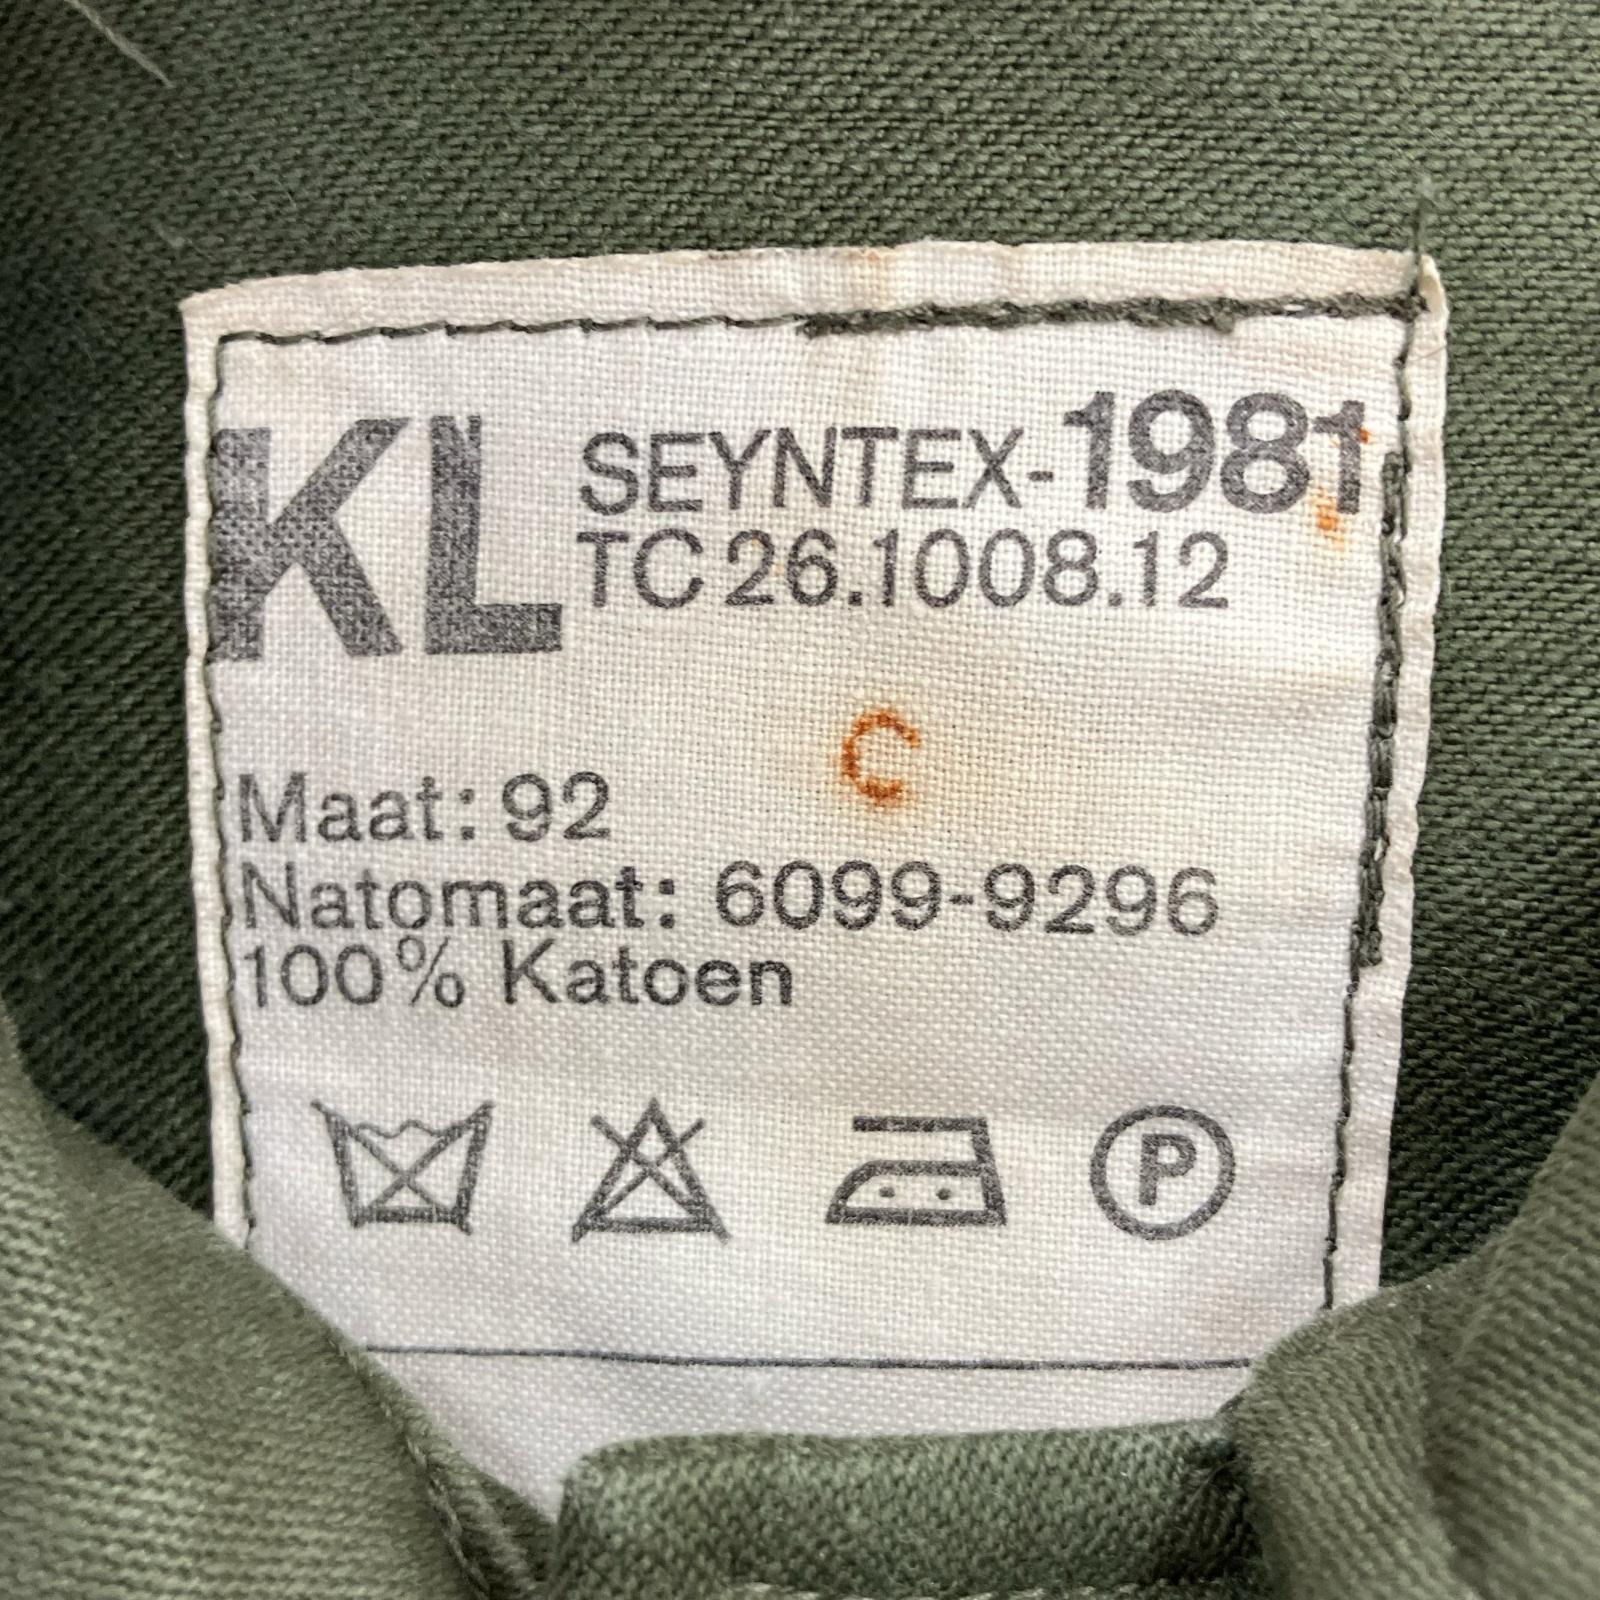 KL
SEYNTEX-1981
TC 26.1008.12
C
Maat: 92
Natomaat: 6099-9296
100% Katoen
P